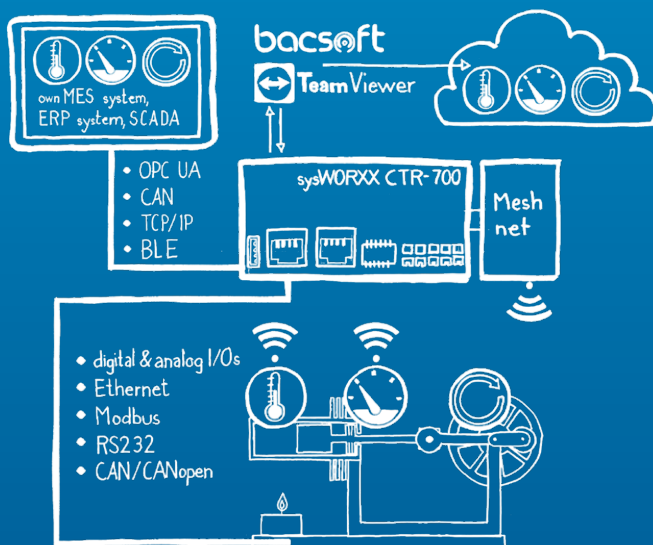 own MES system,
ERP system, SCADA
bacsoft
TeamViewer
• OPC UA
• CAN
• TCP/IP
• BLE
sysWORXX CTR-700
Mesh
net
• digital & analog I/Os
• Ethernet
• Modbus
• RS232
• CAN/CANopen